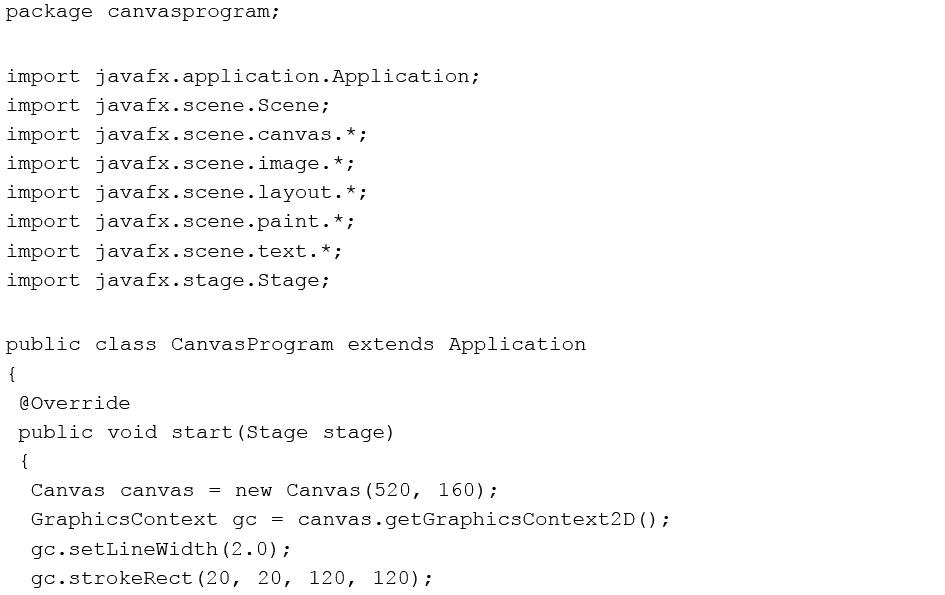 package canvasprogram;
import javafx.application.Application;
import javafx.scene.Scene;
import javafx.scene.canvas.*;
import javafx.scene.image.*;
import javafx.scene.layout.*;
import javafx.scene.paint.*;
import javafx.scene.text.*;
import javafx.stage.Stage;
public class CanvasProgram extends Application
{
@Override
public void start(Stage stage)
{
Canvas canvas = new Canvas(520, 160);
GraphicsContext gc = canvas.getGraphicsContext2D();
gc.setLineWidth(2.0);
gc.strokeRect(20, 20, 120, 120);